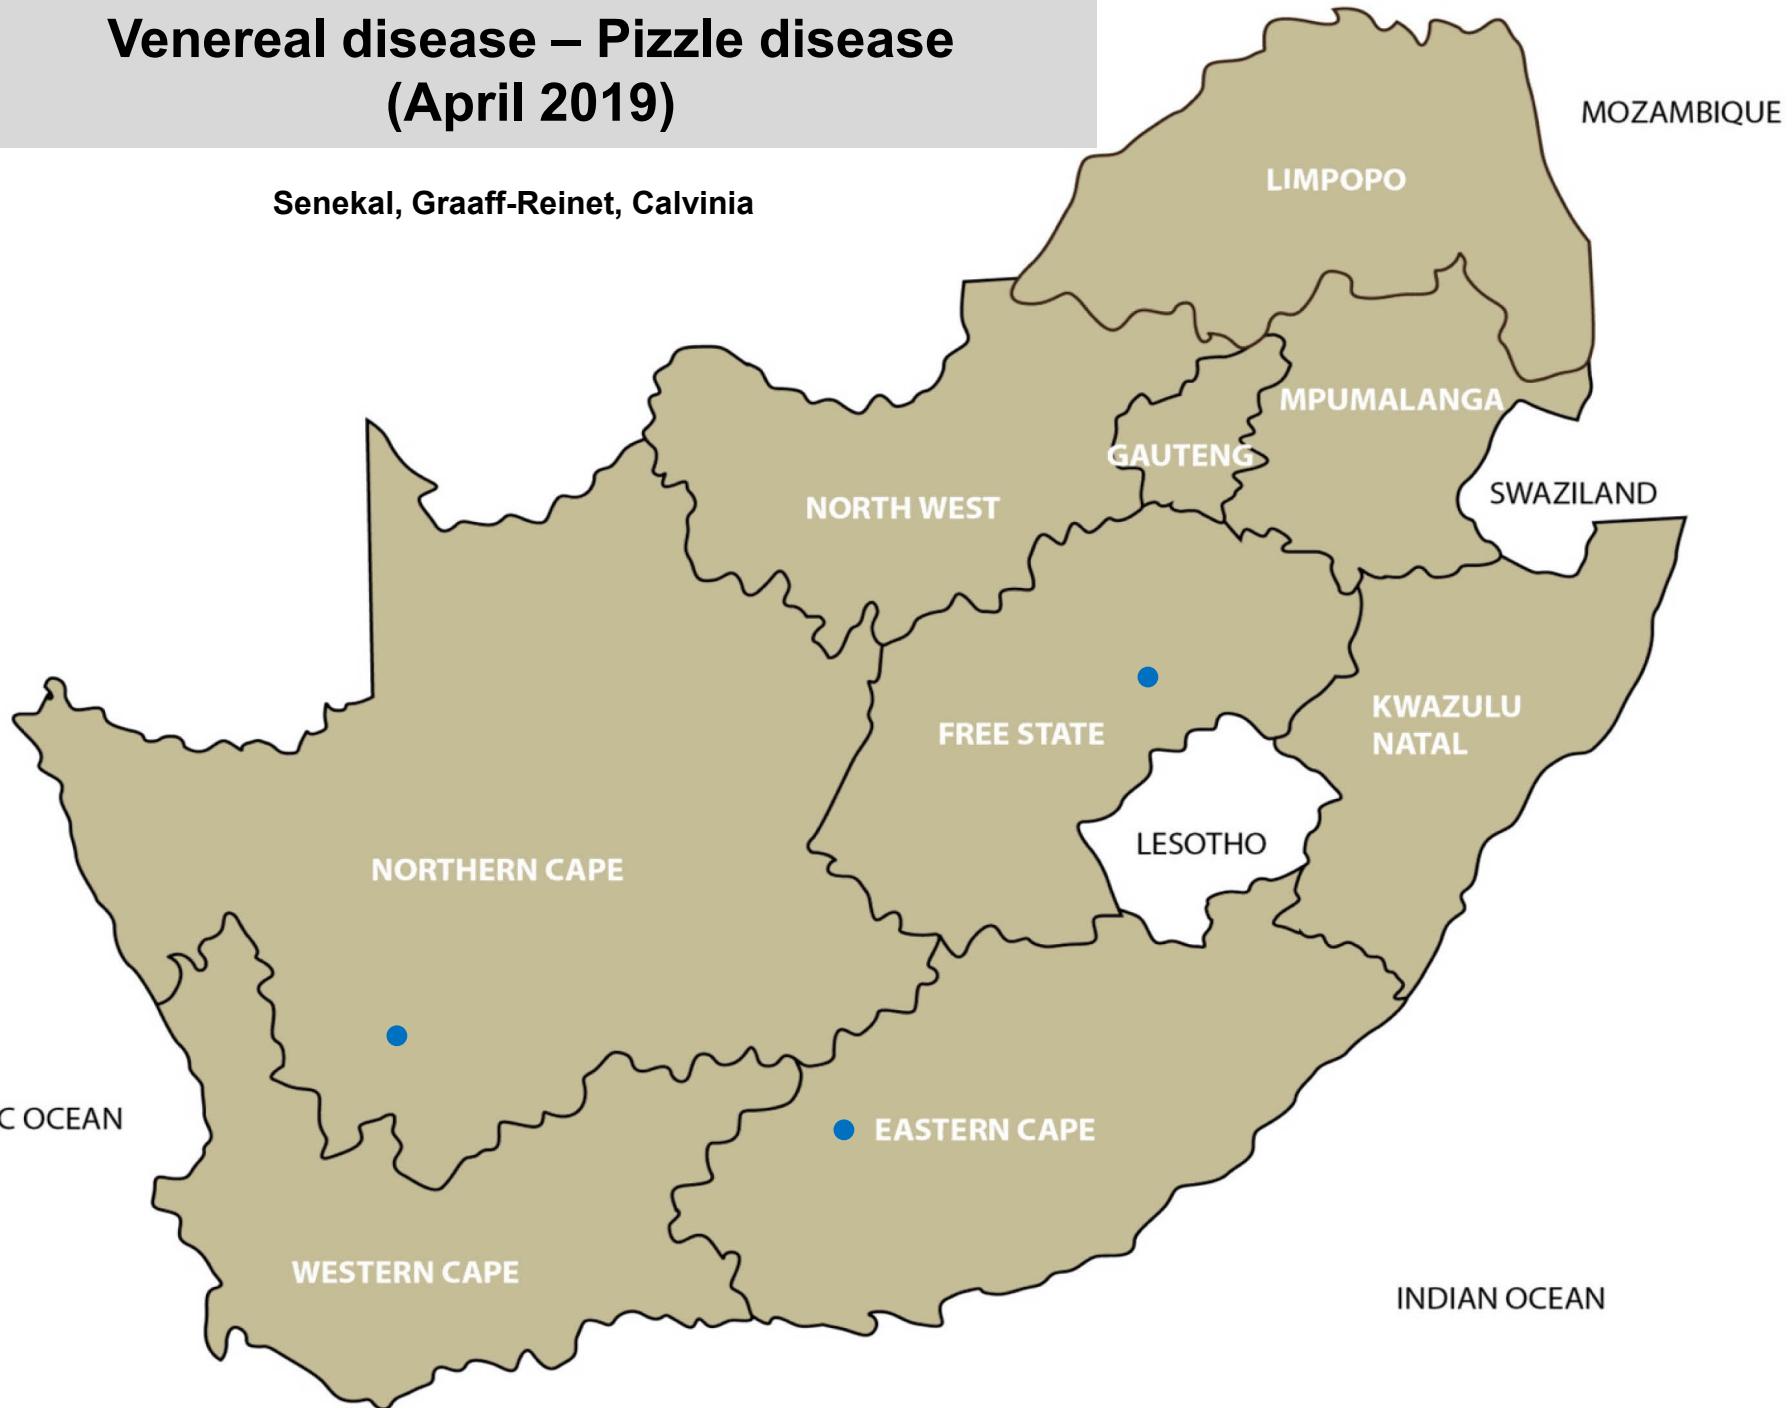 Venereal disease – Pizzle disease
(April 2019)
Senekal, Graaff-Reinet, Calvinia
MOZAMBIQUE
LIMPOPO
MPUMALANGA
GAUTENG
SWAZILAND
NORTH WEST
KWAZULU
NATAL
FREE STATE
LESOTHO
NORTHERN CAPE
C OCEAN
EASTERN CAPE
WESTERN CAPE
INDIAN OCEAN